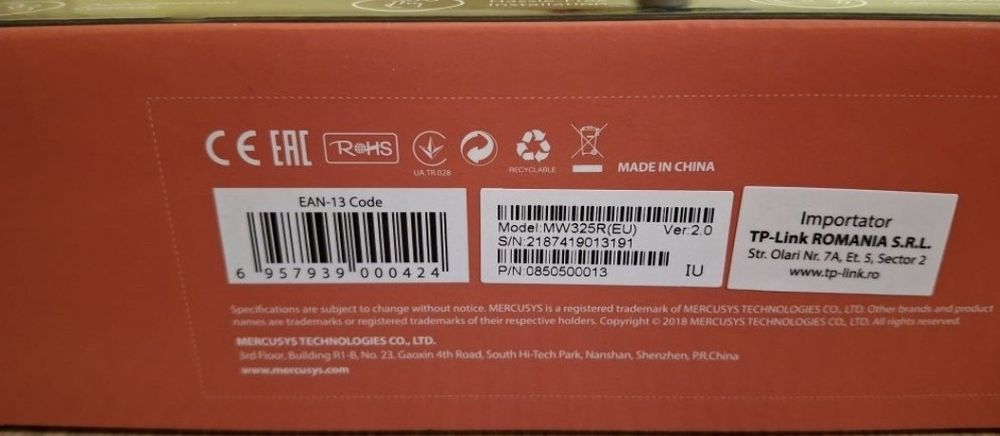 Installation
CE EAC RoHS
UA.TR.028
RECYCLABLE
MADE IN CHINA
EAN-13 Code
6 957939 000424
Model:MW325R(EU) Ver:2.0
S/N:2187419013191
P/N:0850500013 IU
Importator
TP-Link ROMANIA S.R.L.
Str. Olari Nr. 7A, Et. 5, Sector 2
www.tp-link.ro
Specifications are subject to change without notice. MERCUSYS is a registered trademark of MERCUSYS TECHNOLOGIES CO., LTD. Other brands and product
names are trademarks or registered trademarks of their respective holders. Copyright © 2018 MERCUSYS TECHNOLOGIES CO., LTD. All rights reserved.
MERCUSYS TECHNOLOGIES CO., LTD.
3rd Floor, Building R1-B, No. 23, Gaoxin 4th Road, South Hi-Tech Park, Nanshan, Shenzhen, P.R.China
www.mercusys.com